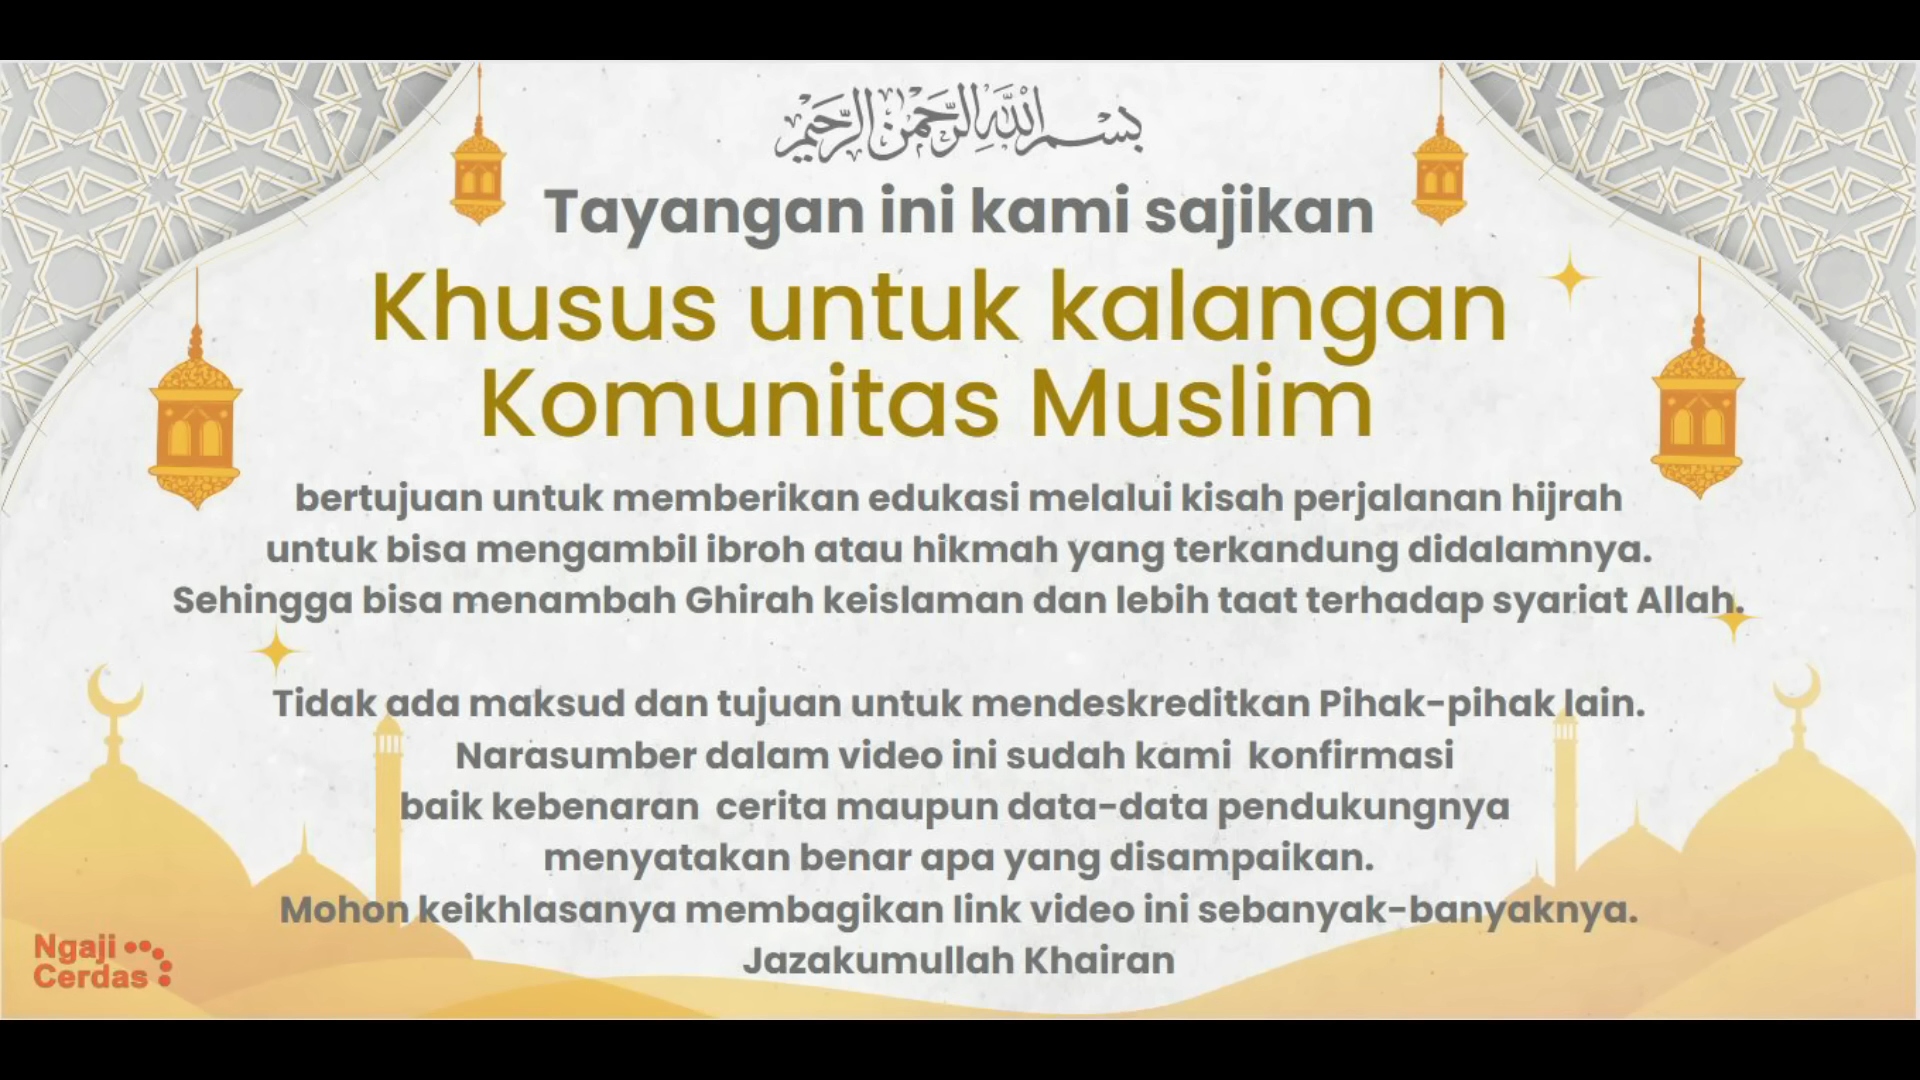 بسم الله الرحمن الرحيم
Tayangan ini kami sajikan
Khusus untuk kalangan
Komunitas Muslim
bertujuan untuk memberikan edukasi melalui kisah perjalanan hijrah
untuk bisa mengambil ibroh atau hikmah yang terkandung didalamnya.
Sehingga bisa menambah Ghirah keislaman dan lebih taat terhadap syariat Allah.
Tidak ada maksud dan tujuan untuk mendeskreditkan Pihak-pihak lain.
Narasumber dalam video ini sudah kami konfirmasi
baik kebenaran cerita maupun data-data pendukungnya
menyatakan benar apa yang disampaikan.
Mohon keikhlasanya membagikan link video ini sebanyak-banyaknya.
Jazakumullah Khairan
Ngaji
Cerdas